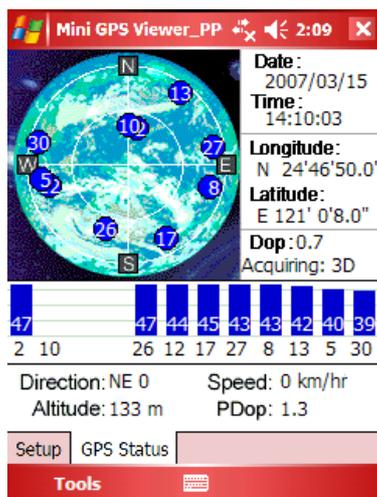 Mini GPS Viewer_PP 2:09
N
13
10 2
30
27
W
E
5 2
8
26
17
S
Date:
2007/03/15
Time:
14:10:03
Longitude:
N 24°46'50.0'
Latitude:
E 121' 0'8.0"
Dop:0.7
Acquiring: 3D
47 47 44 45 43 43 42 40 39
2 10 26 12 17 27 8 13 5 30
Direction: NE 0 Speed: 0 km/hr
Altitude: 133 m PDop: 1.3
Setup GPS Status
Tools